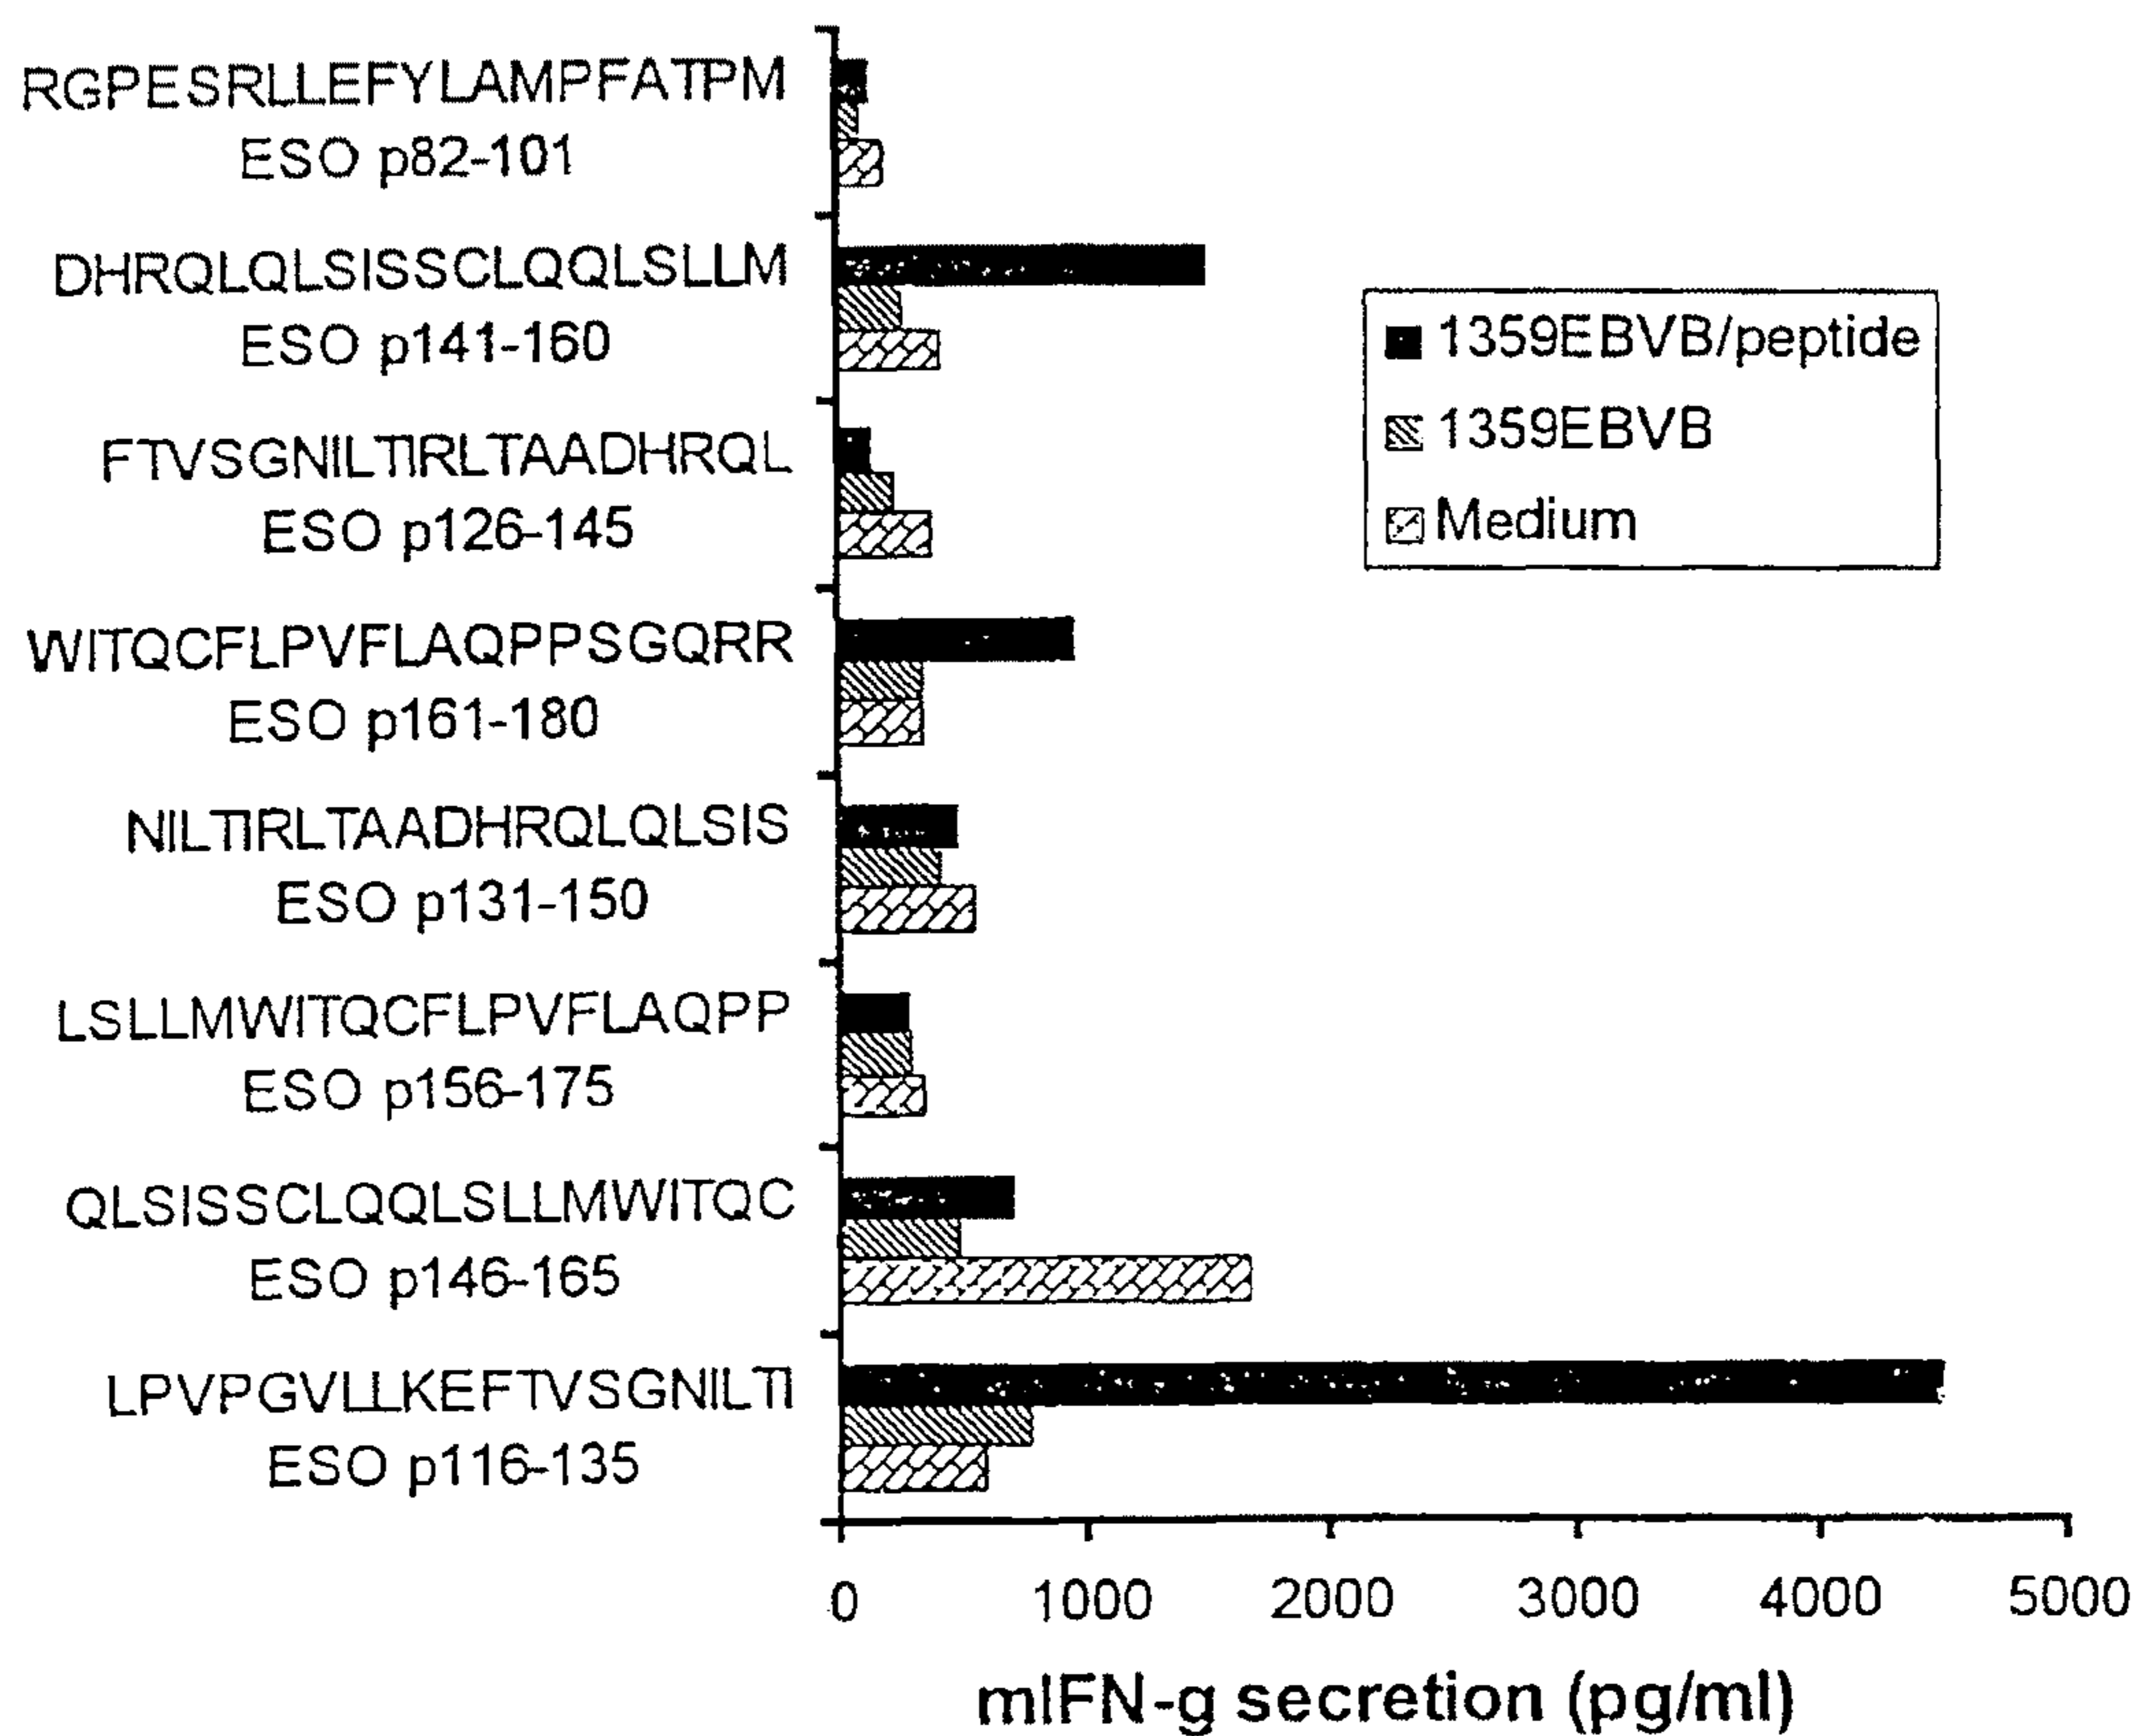 RGPESRLLEFYLAMPFATPM
ESO p82-101
DHRQLQLSISSCLQQLSLLM
ESO p141-160
FTVSGNILTIRLTAADHRQL
ESO p126-145
WITQCFLPVFLAQPPSGQRR
ESO p161-180
NILTIRLTAADHRQLQLSIS
ESO p131-150
LSLLMWITQCFLPVFLAQPP
ESO p156-175
QLSISSCLQQLSLLMWITQC
ESO p146-165
LPVPGVLLKEFTVSGNILTI
ESO p116-135
1359EBVB/peptide
1359EBVB
Medium
0 1000 2000 3000 4000 5000
mIFN-g secretion (pg/ml)